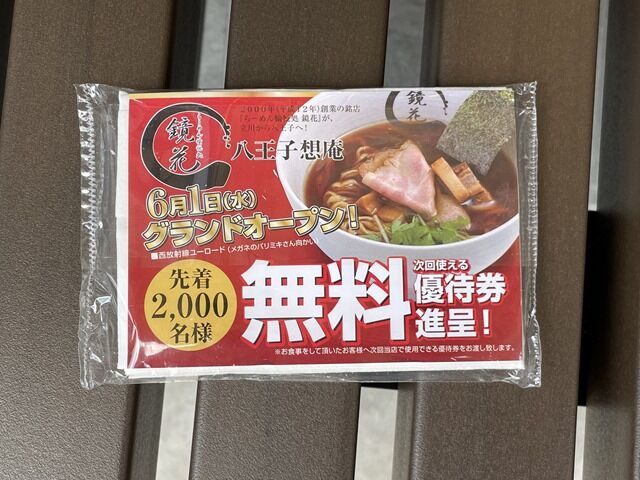 鏡花
2000年(平成12年)創業の銘店
『らーめん愉悦処 鏡花』が、
立川から八王子へ！
八王子想庵
鏡花
6月1日(水)
グランドオープン！
■西放射線ユーロード（メガネのパリミキさん向かい）
先着
2,000
名様
無料
次回使える
優待券
進呈！
※お食事をして頂いたお客様へ次回当店で使用できる優待券をお渡し致します。